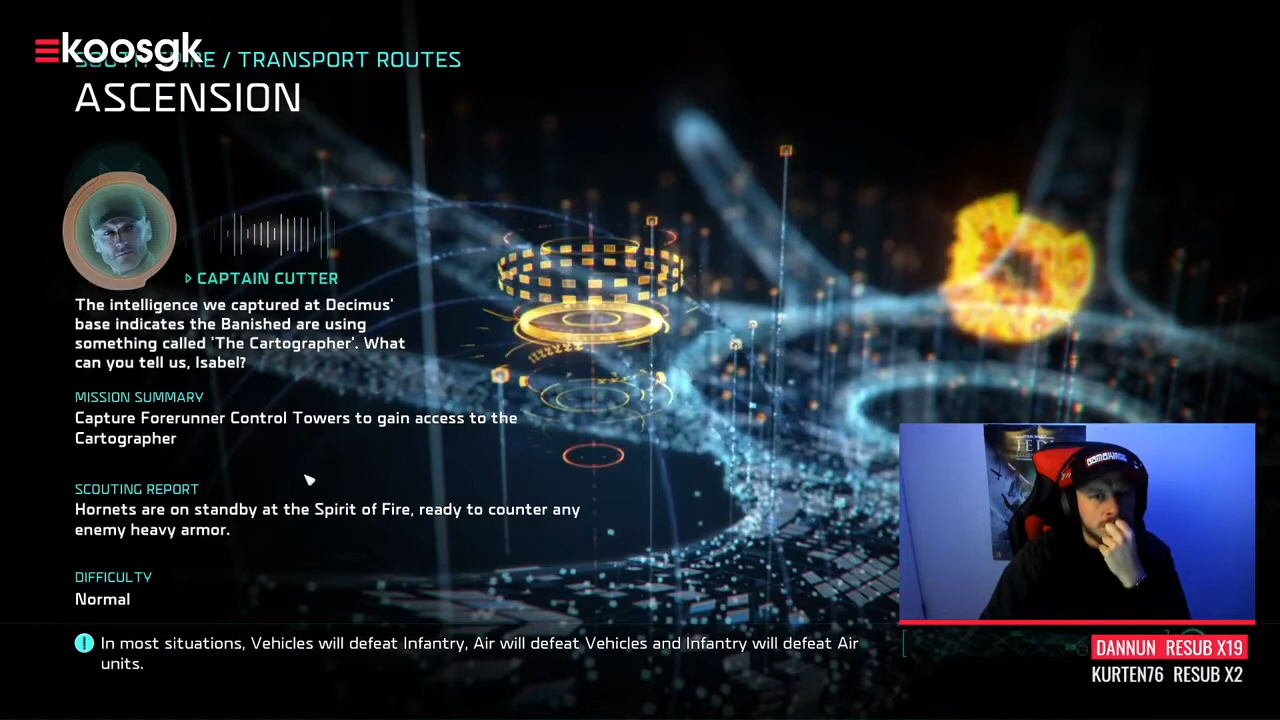 koosgk
/ TRANSPORT ROUTES
ASCENSION
CAPTAIN CUTTER
The intelligence we captured at Decimus'
base indicates the Banished are using
something called 'The Cartographer'. What
can you tell us, Isabel?
MISSION SUMMARY
Capture Forerunner Control Towers to gain access to the
Cartographer
SCOUTING REPORT
Hornets are on standby at the Spirit of Fire, ready to counter any
enemy heavy armor.
DIFFICULTY
Normal
In most situations, Vehicles will defeat Infantry, Air will defeat Vehicles and Infantry will defeat Air
units.
STAR WARS
JEDI
DANNUN RESUB X19
KURTEN76 RESUB X2